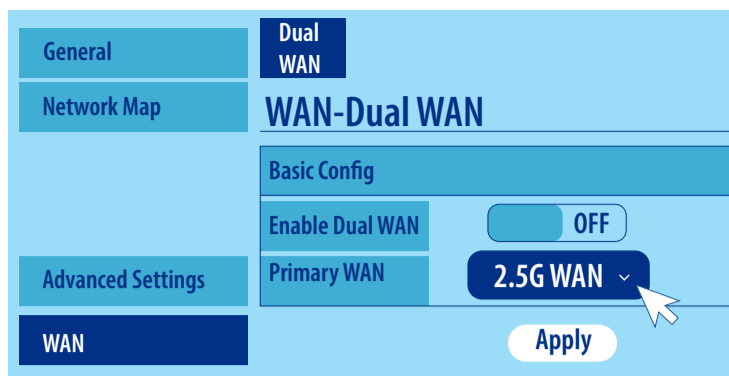 General
Network Map
Advanced Settings
WAN
Dual
WAN
WAN-Dual WAN
Basic Config
Enable Dual WAN OFF
Primary WAN 2.5G WAN
Apply